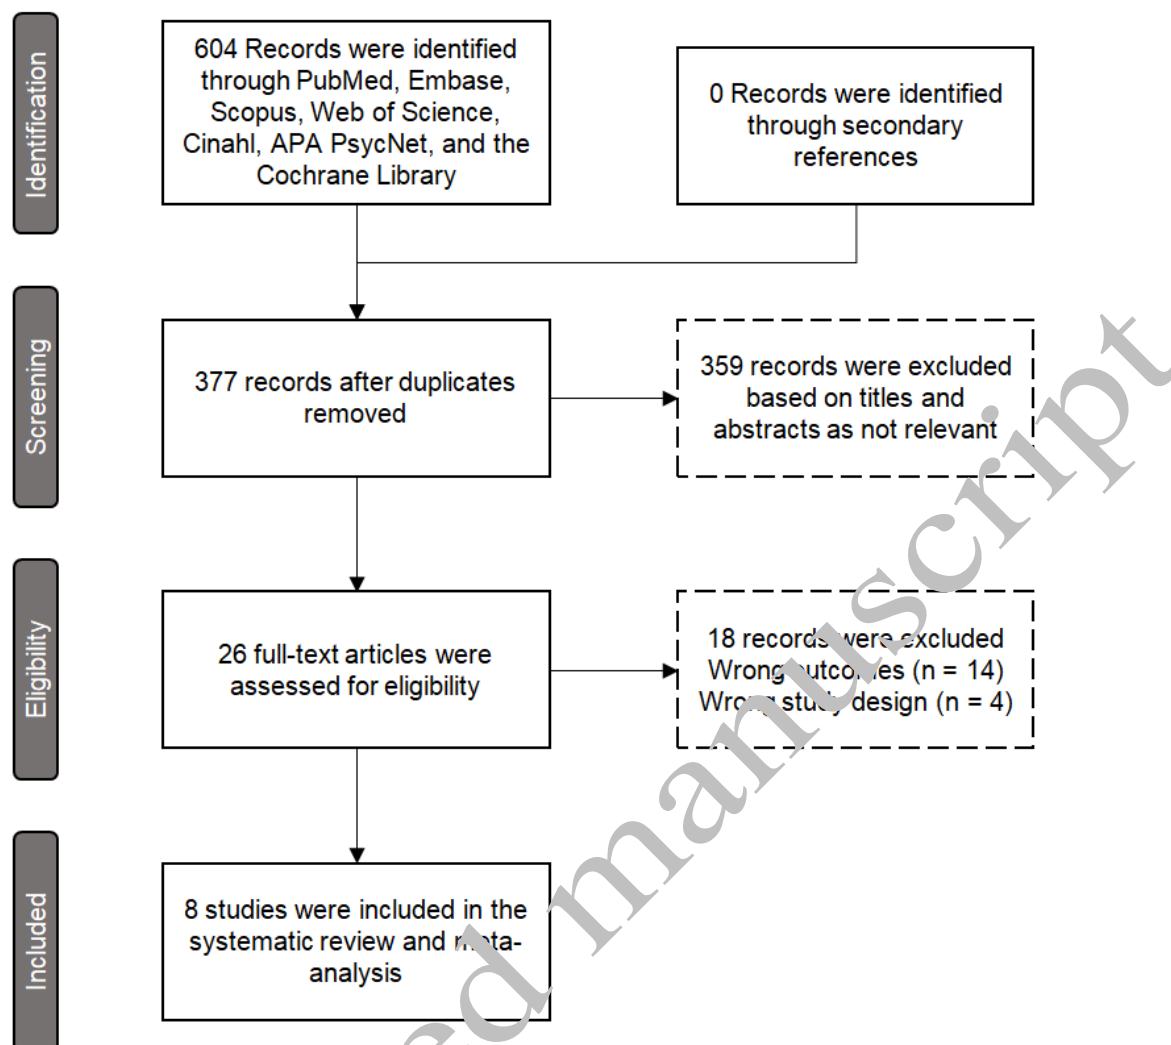 Identification
604 Records were identified
through PubMed, Embase,
Scopus, Web of Science,
Cinahl, APA PsycNet, and the
Cochrane Library
0 Records were identified
through secondary
references
Screening
377 records after duplicates
removed
359 records were excluded
based on titles and
abstracts as not relevant
Eligibility
26 full-text articles were
assessed for eligibility
18 records were excluded
Wrong outcomes (n = 14)
Wrong study design (n = 4)
Included
8 studies were included in the
systematic review and meta-
analysis
manuscript